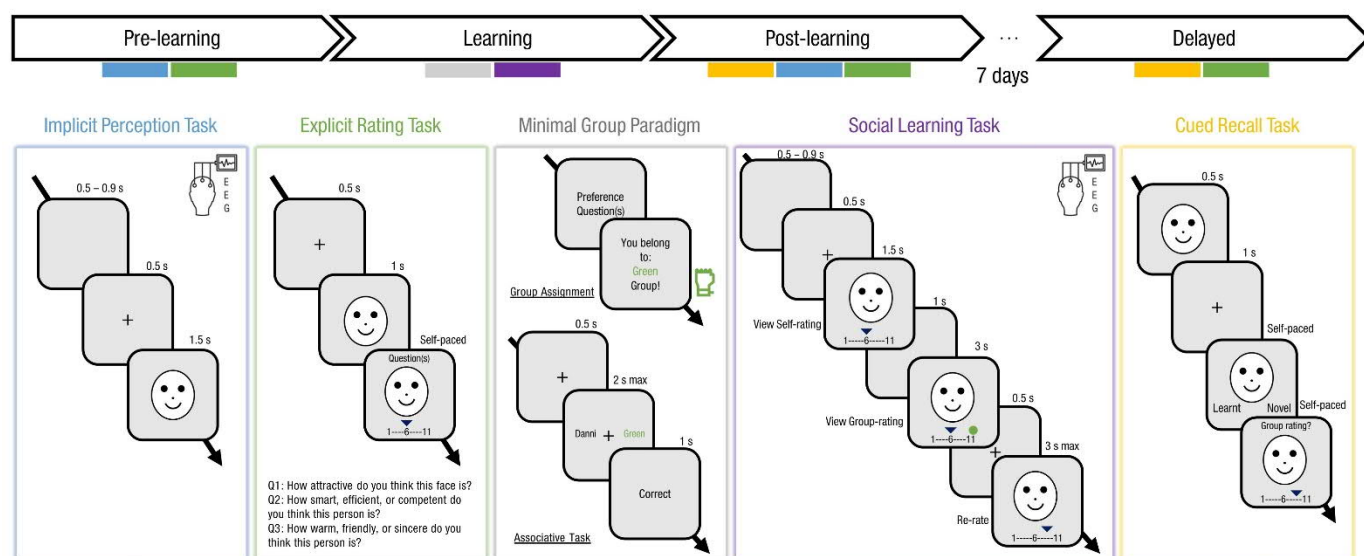 Pre-learning
Learning
Post-learning
...
7 days
Delayed
Implicit Perception Task
0.5 – 0.9 s
E
E
G
0.5 s
+
1.5 s
Explicit Rating Task
0.5 s
+
1 s
Self-paced
Question(s)
1----6----11
Q1: How attractive do you think this face is?
Q2: How smart, efficient, or competent do
you think this person is?
Q3: How warm, friendly, or sincere do you
think this person is?
Minimal Group Paradigm
Preference
Question(s)
You belong
to:
Green
Group!
Group Assignment
0.5 s
+
2 s max
Danni + Green
1 s
Correct
Associative Task
Social Learning Task
0.5 – 0.9 s
E
E
G
0.5 s
+
1.5 s
View Self-rating
1-----6----11
1 s
3 s
View Group-rating
1----6----11
0.5 s
+
3 s max
Re-rate
1----6----11
Cued Recall Task
0.5 s
1 s
+
Self-paced
Learnt Novel
Self-paced
Group rating?
1----6-----11